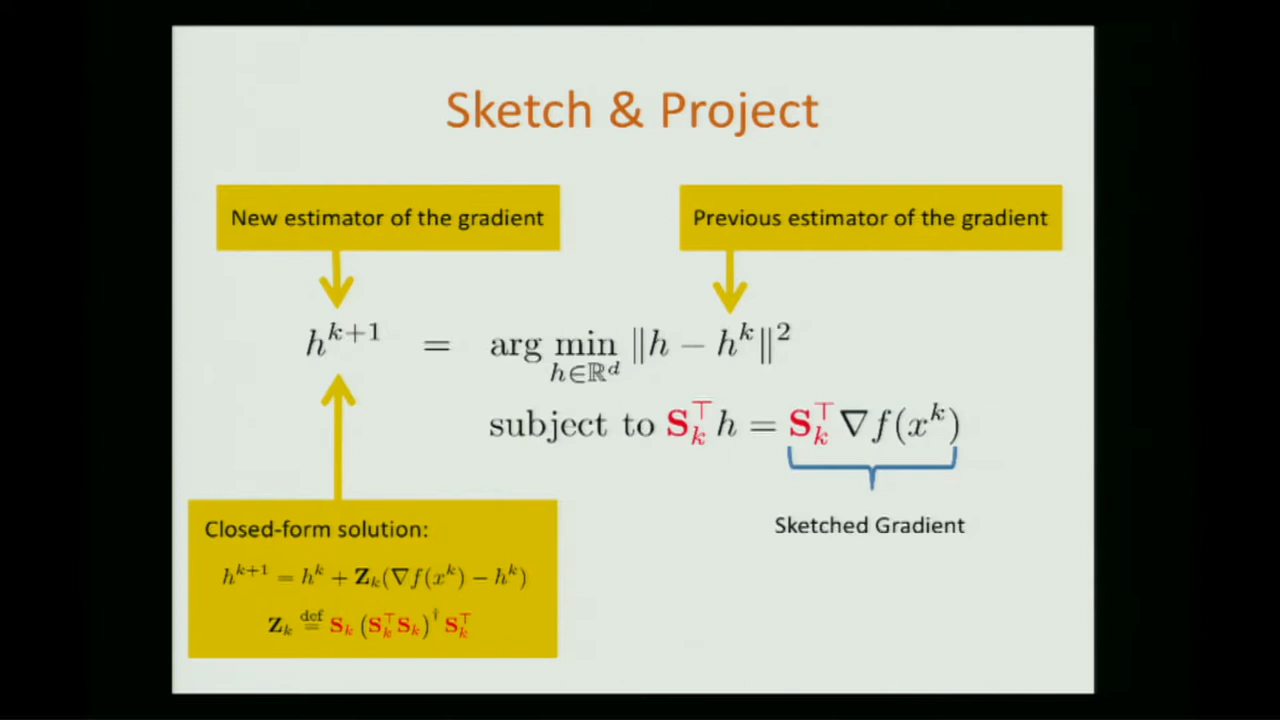 Sketch & Project
New estimator of the gradient
Previous estimator of the gradient
h^{k+1} = arg min_{h∈ℝ^d} ‖h − h^k‖²
subject to S_k^⊤ h = S_k^⊤ ∇f(x^k)
Sketched Gradient
Closed-form solution:
h^{k+1} = h^k + Z_k(∇f(x^k) − h^k)
Z_k def= S_k (S_k^⊤ S_k)^† S_k^⊤